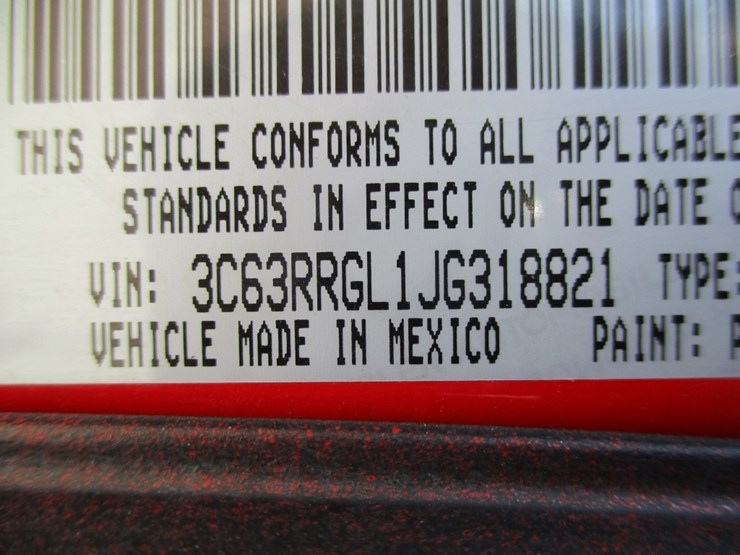 THIS VEHICLE CONFORMS TO ALL APPLICABLE
STANDARDS IN EFFECT ON THE DATE
VIN: 3C63RRGL1JG318821 TYPE:
VEHICLE MADE IN MEXICO PAINT: